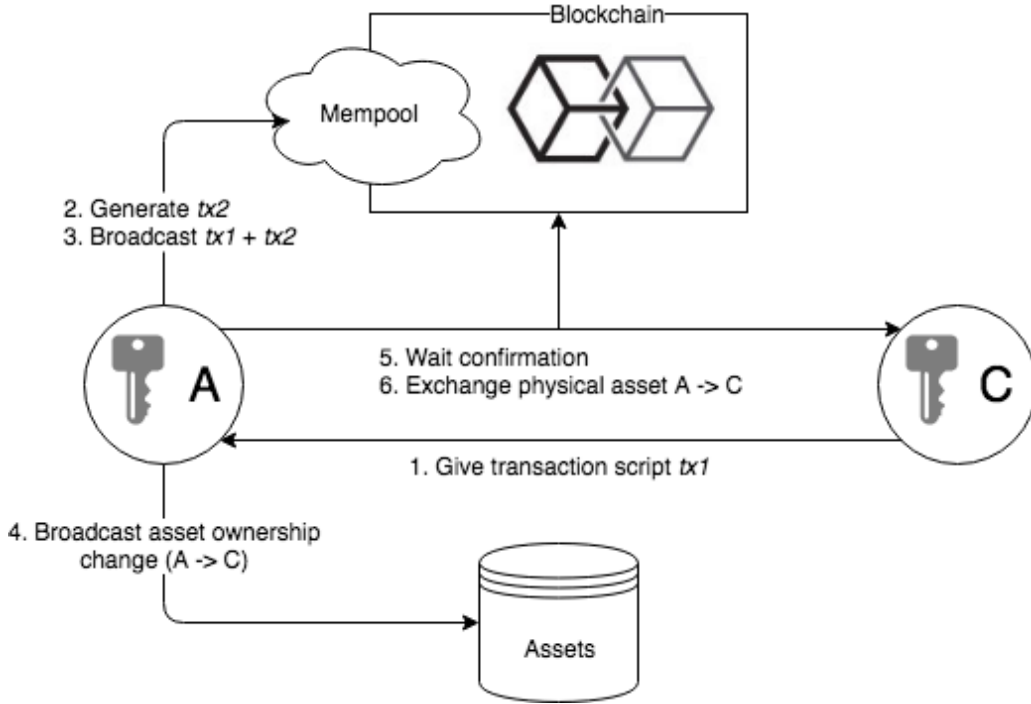 Blockchain
Mempool
2. Generate tx2
3. Broadcast tx1 + tx2
A
5. Wait confirmation
6. Exchange physical asset A -> C
C
1. Give transaction script tx1
4. Broadcast asset ownership
change (A -> C)
Assets